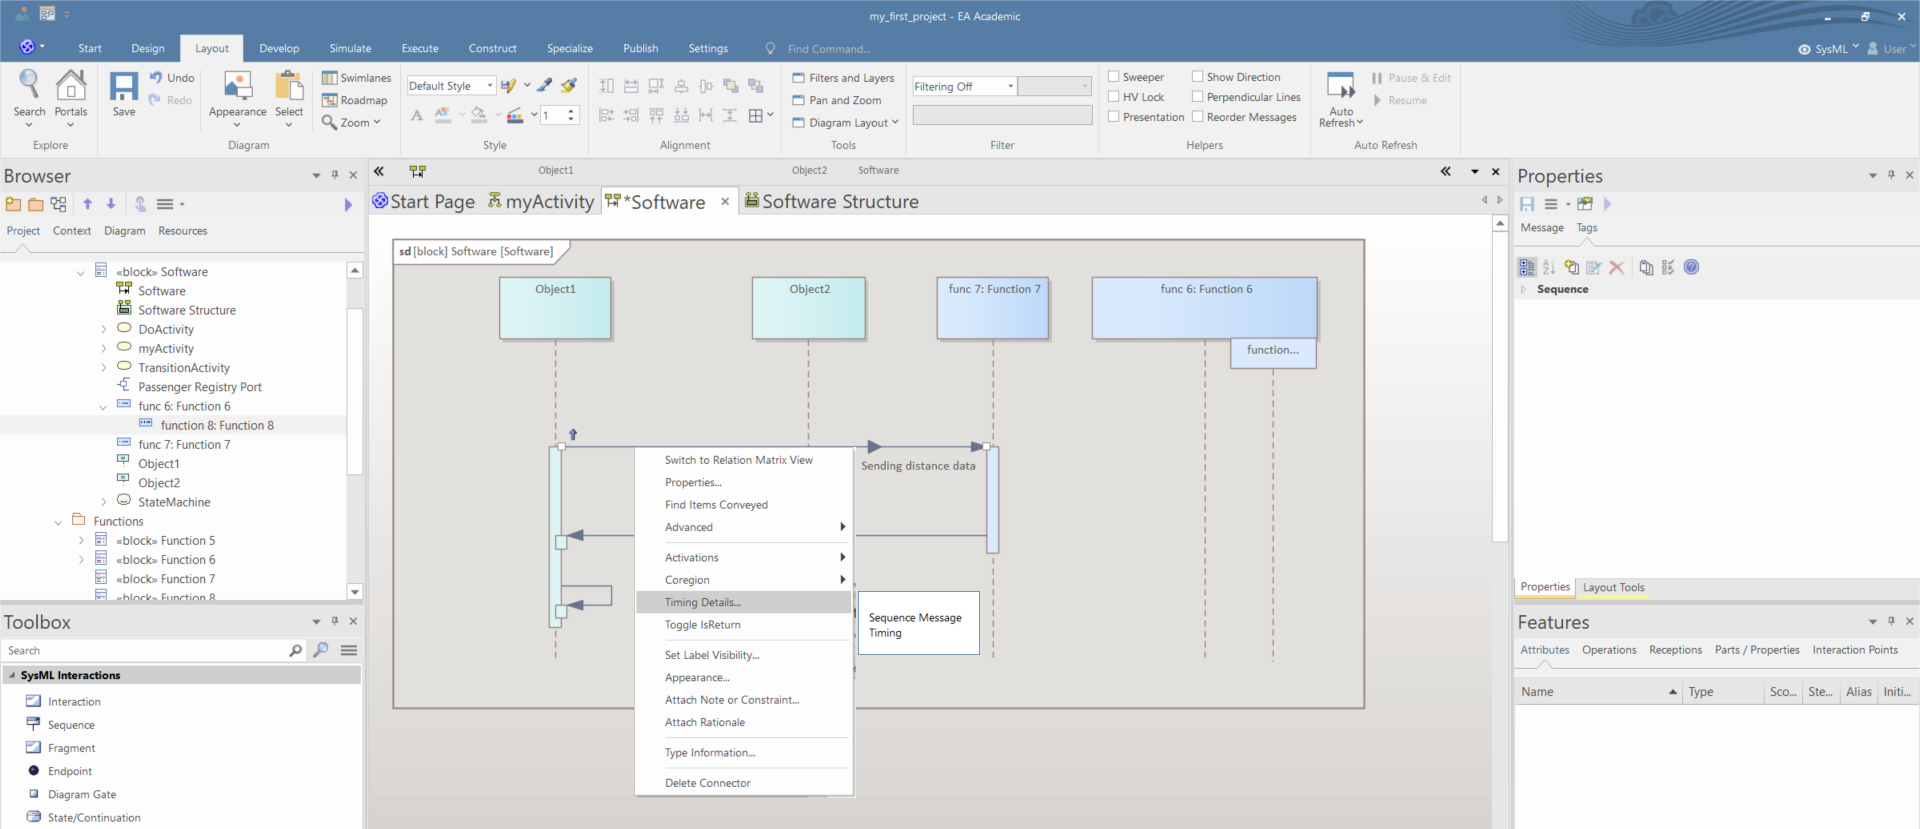 my_first_project - EA Academic
Start Design Layout Develop Simulate Execute Construct Specialize Publish Settings Find Command... SysML User
Search Portals Save Undo Redo Appearance Select Swimlanes Roadmap Zoom
Explore Diagram
Default Style 1
Style
Alignment
Filters and Layers
Pan and Zoom
Diagram Layout
Tools
Filtering Off
Filter
Sweeper Show Direction
HV Lock Perpendicular Lines
Presentation Reorder Messages
Helpers
Auto Refresh
Pause & Edit
Resume
Auto Refresh
Browser
Project Context Diagram Resources
«block» Software
Software
Software Structure
DoActivity
myActivity
TransitionActivity
Passenger Registry Port
func 6: Function 6
function 8: Function 8
func 7: Function 7
Object1
Object2
StateMachine
Functions
«block» Function 5
«block» Function 6
«block» Function 7
«block» Function 8
Toolbox
Search
SysML Interactions
Interaction
Sequence
Fragment
Endpoint
Diagram Gate
State/Continuation
Object1 Object2 Software
Start Page myActivity *Software Software Structure
sd [block] Software [Software]
Object1 Object2 func 7: Function 7 func 6: Function 6
function...
Sending distance data
Switch to Relation Matrix View
Properties...
Find Items Conveyed
Advanced
Activations
Coregion
Timing Details...
Toggle IsReturn
Set Label Visibility...
Appearance...
Attach Note or Constraint...
Attach Rationale
Type Information...
Delete Connector
Sequence Message
Timing
Properties
Message Tags
Sequence
Properties Layout Tools
Features
Attributes Operations Receptions Parts / Properties Interaction Points
Name Type Sco... Ste... Alias Initi...